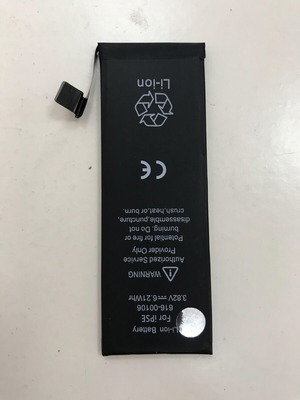 Li-ion Battery
For iPSE
616-00106
3.82V⎓6.21Whr
WARNING
Authorized Service
Provider Only
Potential for fire or
burning. Do not
disassemble,puncture,
crush,heat,or burn.
CE
Li-ion